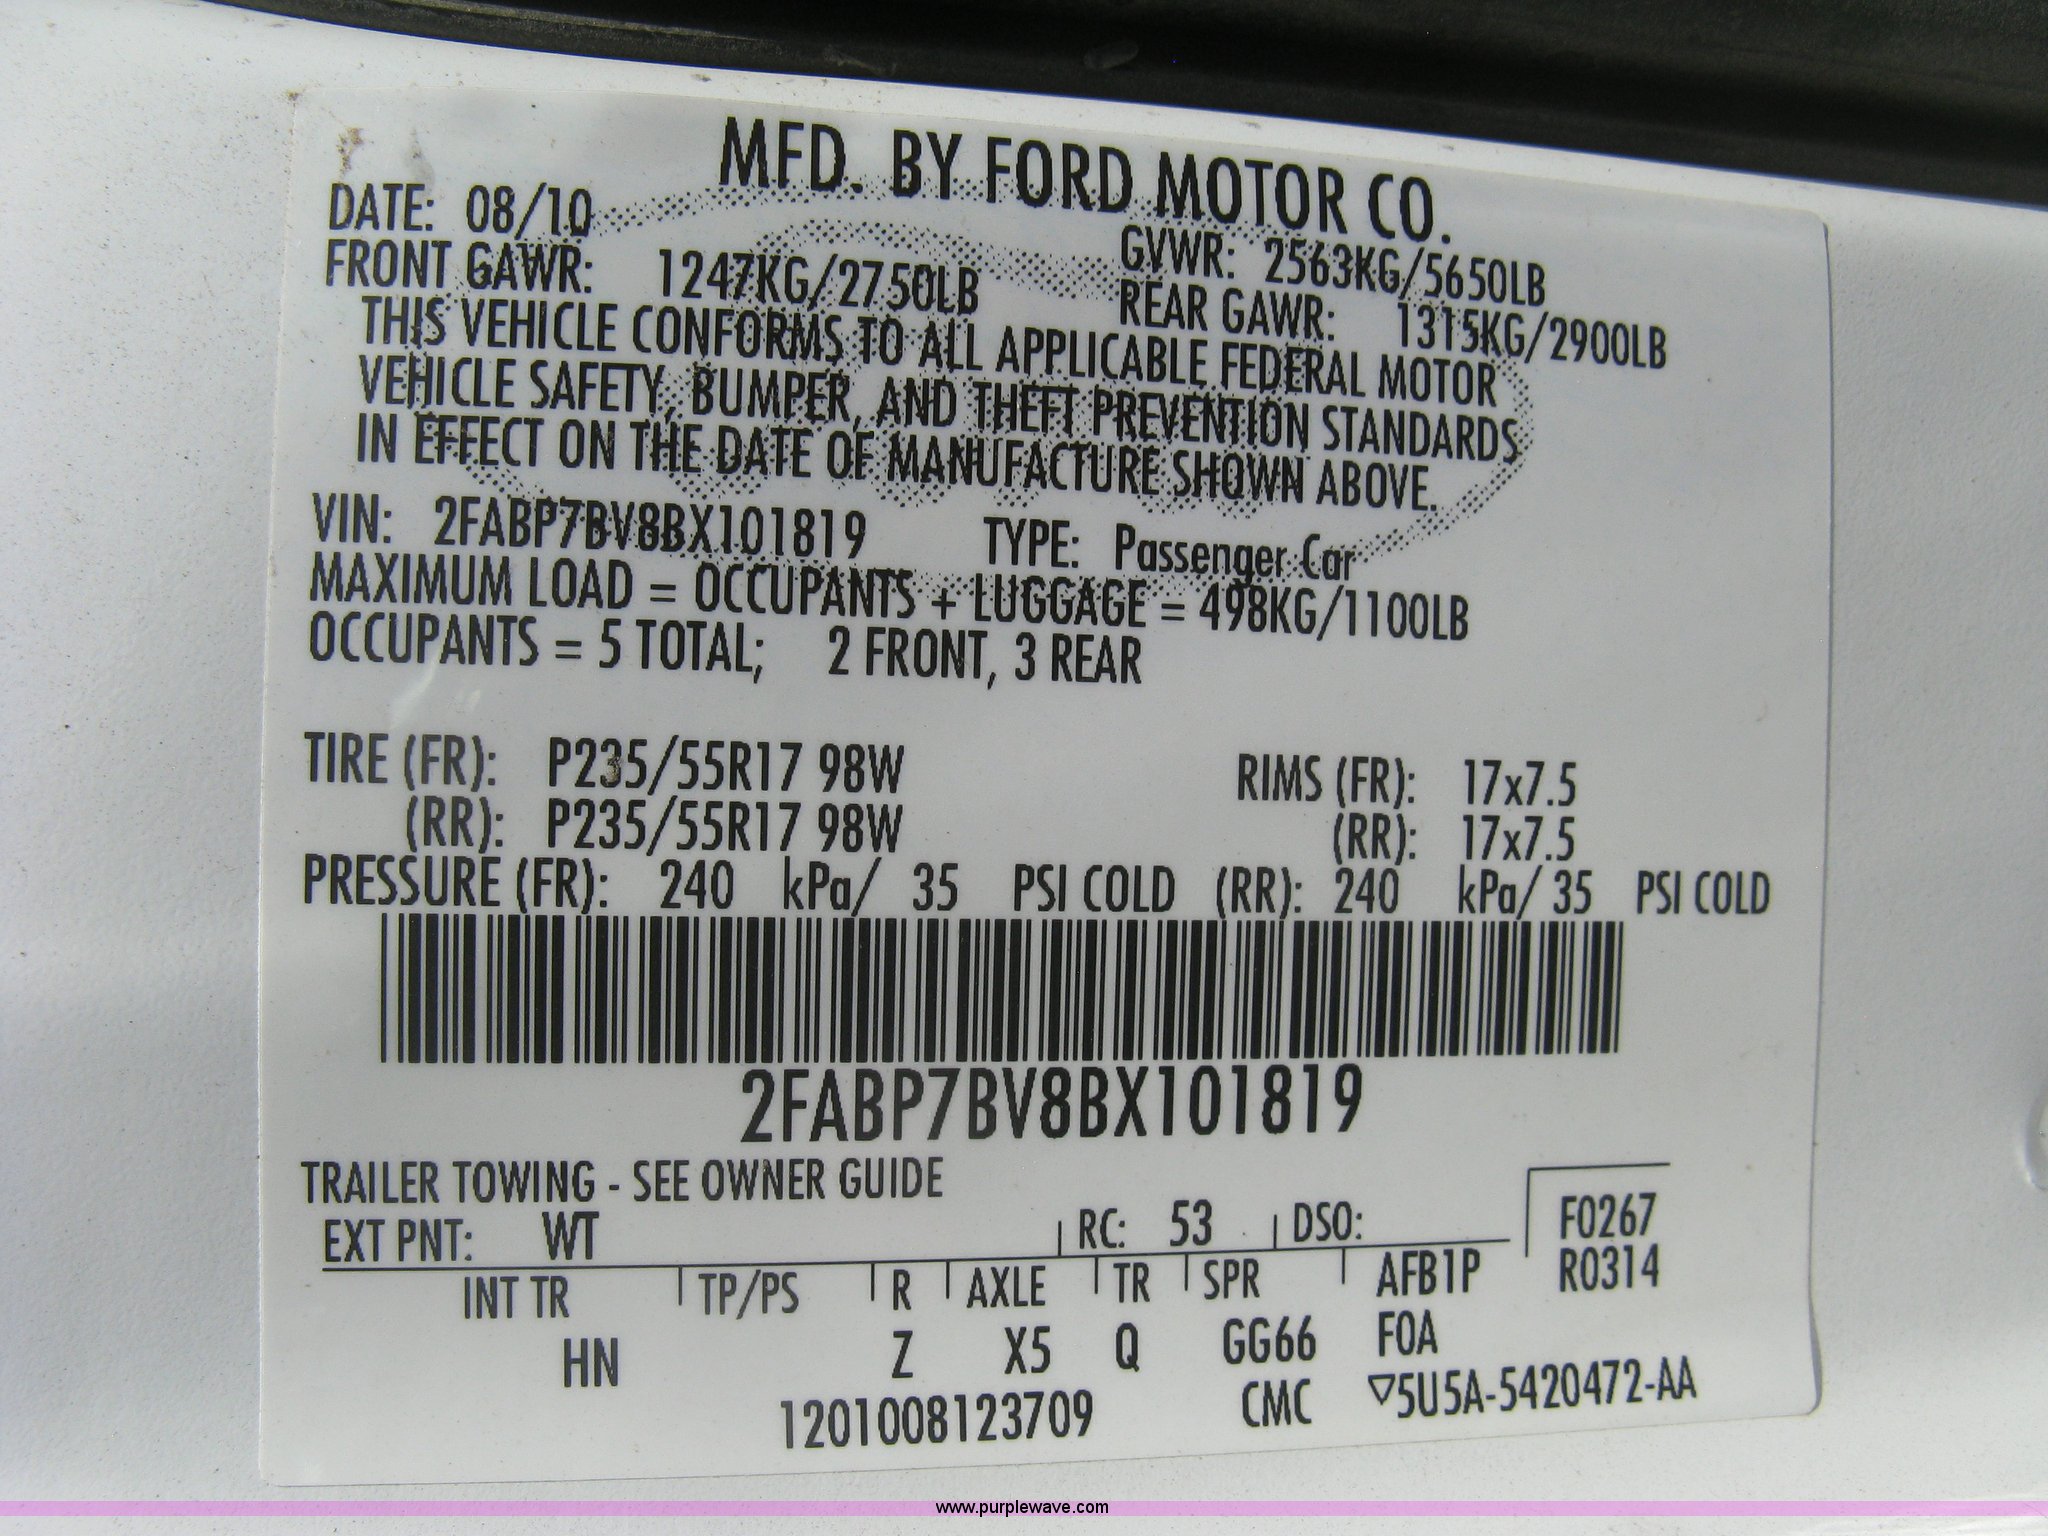 MFD. BY FORD MOTOR CO.
DATE: 08/10 GVWR: 2563KG/5650LB
FRONT GAWR: 1247KG/2750LB REAR GAWR: 1315KG/2900LB
THIS VEHICLE CONFORMS TO ALL APPLICABLE FEDERAL MOTOR
VEHICLE SAFETY, BUMPER, AND THEFT PREVENTION STANDARDS
IN EFFECT ON THE DATE OF MANUFACTURE SHOWN ABOVE.
VIN: 2FABP7BV8BX101819 TYPE: Passenger Car
MAXIMUM LOAD = OCCUPANTS + LUGGAGE = 498KG/1100LB
OCCUPANTS = 5 TOTAL; 2 FRONT, 3 REAR
TIRE (FR): P235/55R17 98W RIMS (FR): 17x7.5
(RR): P235/55R17 98W (RR): 17x7.5
PRESSURE (FR): 240 kPa/ 35 PSI COLD (RR): 240 kPa/ 35 PSI COLD
2FABP7BV8BX101819
TRAILER TOWING - SEE OWNER GUIDE
EXT PNT: WT RC: 53 DSO: F0267
INT TR TP/PS R AXLE TR SPR AFB1P R0314
HN Z X5 Q GG66 FOA
1201008123709 CMC ▽5U5A-5420472-AA
www.purplewave.com